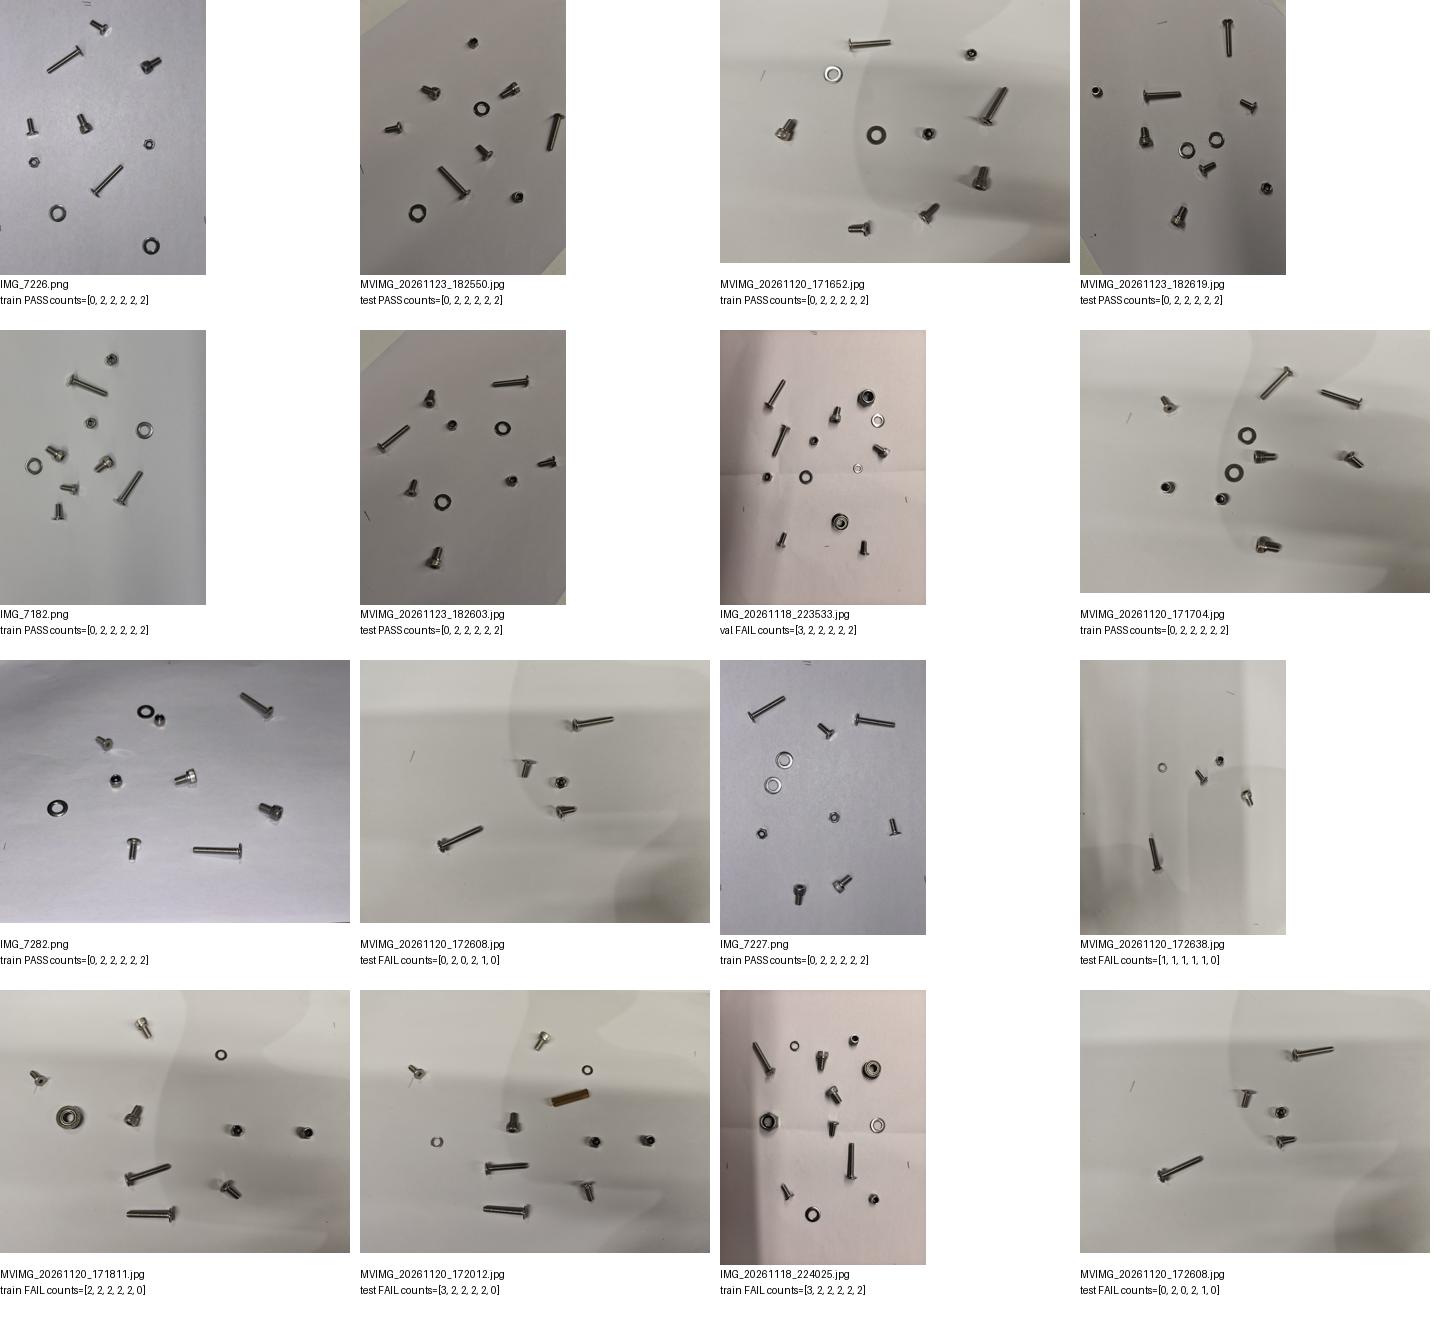 IMG_7226.png
train PASS counts=[0, 2, 2, 2, 2, 2]
MVIMG_20261123_182550.jpg
test PASS counts=[0, 2, 2, 2, 2, 2]
MVIMG_20261120_171652.jpg
train PASS counts=[0, 2, 2, 2, 2, 2]
MVIMG_20261123_182619.jpg
test PASS counts=[0, 2, 2, 2, 2, 2]
IMG_7182.png
train PASS counts=[0, 2, 2, 2, 2, 2]
MVIMG_20261123_182603.jpg
test PASS counts=[0, 2, 2, 2, 2, 2]
IMG_20261118_223533.jpg
val FAIL counts=[3, 2, 2, 2, 2, 2]
MVIMG_20261120_171704.jpg
train PASS counts=[0, 2, 2, 2, 2, 2]
IMG_7282.png
train PASS counts=[0, 2, 2, 2, 2, 2]
MVIMG_20261120_172608.jpg
test FAIL counts=[0, 2, 0, 2, 1, 0]
IMG_7227.png
train PASS counts=[0, 2, 2, 2, 2, 2]
MVIMG_20261120_172638.jpg
test FAIL counts=[1, 1, 1, 1, 1, 0]
MVIMG_20261120_171811.jpg
train FAIL counts=[2, 2, 2, 2, 2, 0]
MVIMG_20261120_172012.jpg
test FAIL counts=[3, 2, 2, 2, 2, 0]
IMG_20261118_224025.jpg
train FAIL counts=[3, 2, 2, 2, 2, 2]
MVIMG_20261120_172608.jpg
test FAIL counts=[0, 2, 0, 2, 1, 0]